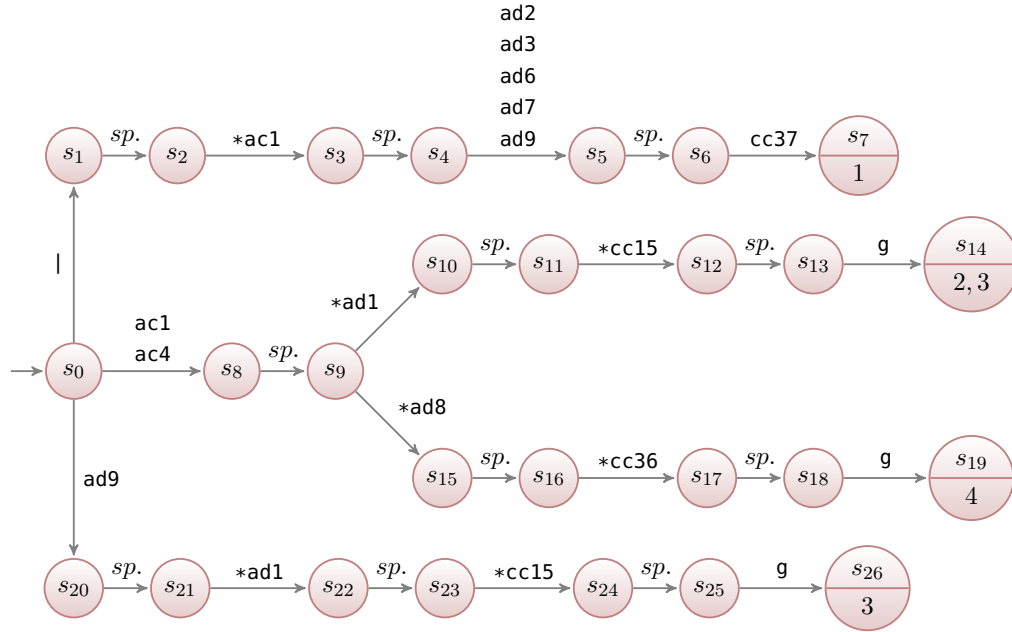 ad2
ad3
ad6
ad7
ad9
s1 sp. s2 *ac1 s3 sp. s4 s5 sp. s6 cc37 s7
1
|
s10 sp. s11 *cc15 s12 sp. s13 g s14
2, 3
*ad1
ac1
ac4
s0 s8 sp. s9
*ad8
s15 sp. s16 *cc36 s17 sp. s18 g s19
4
ad9
s20 sp. s21 *ad1 s22 sp. s23 *cc15 s24 sp. s25 g s26
3